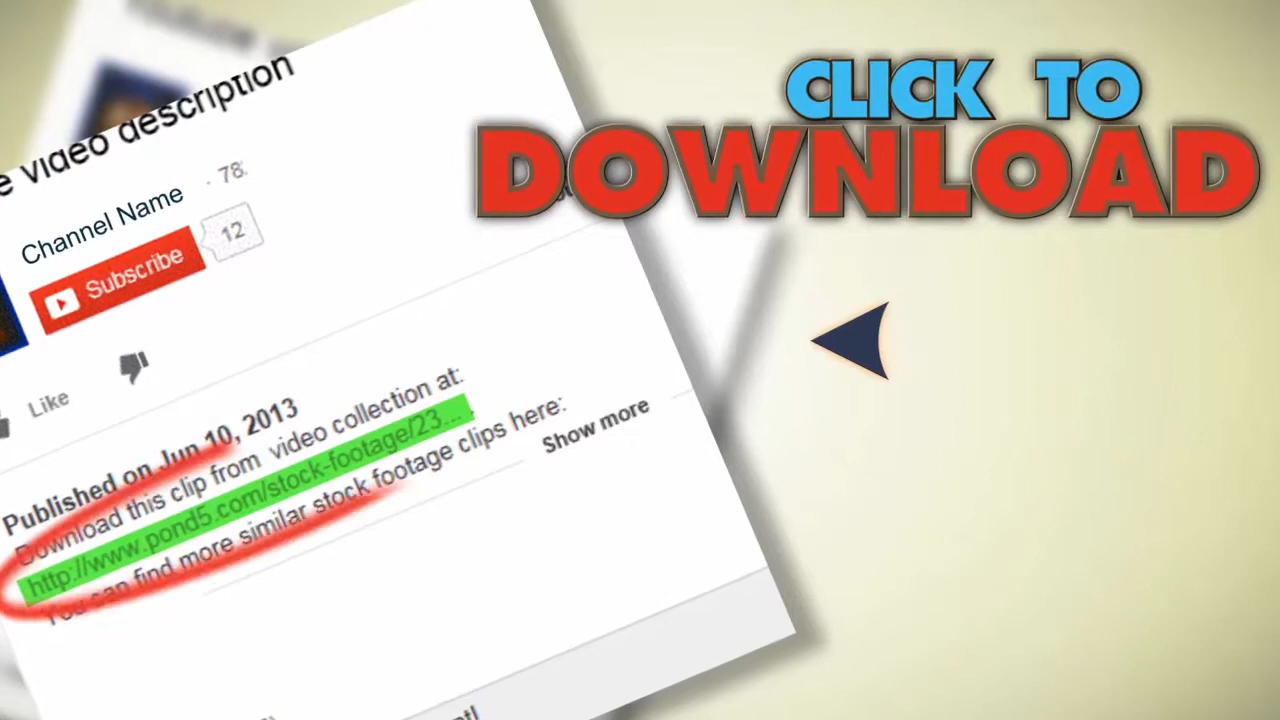 CLICK TO
DOWNLOAD
e video description
Channel Name
Subscribe
12
Like
Published on Jun 10, 2013
Download this clip from video collection at:
http://www.pond5.com/stock-footage/23...
You can find more similar stock footage clips here:
Show more